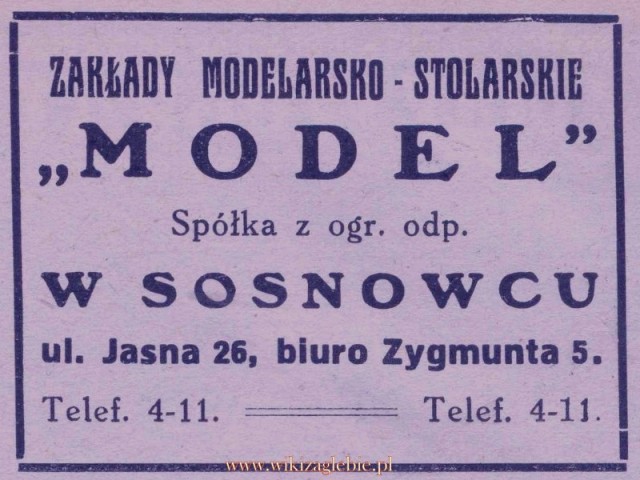 ZAKŁADY MODELARSKO - STOLARSKIE
„MODEL”
Spółka z ogr. odp.
W SOSNOWCU
ul. Jasna 26, biuro Zygmunta 5.
Telef. 4-11. Telef. 4-11.
www.wikizaglebie.pl